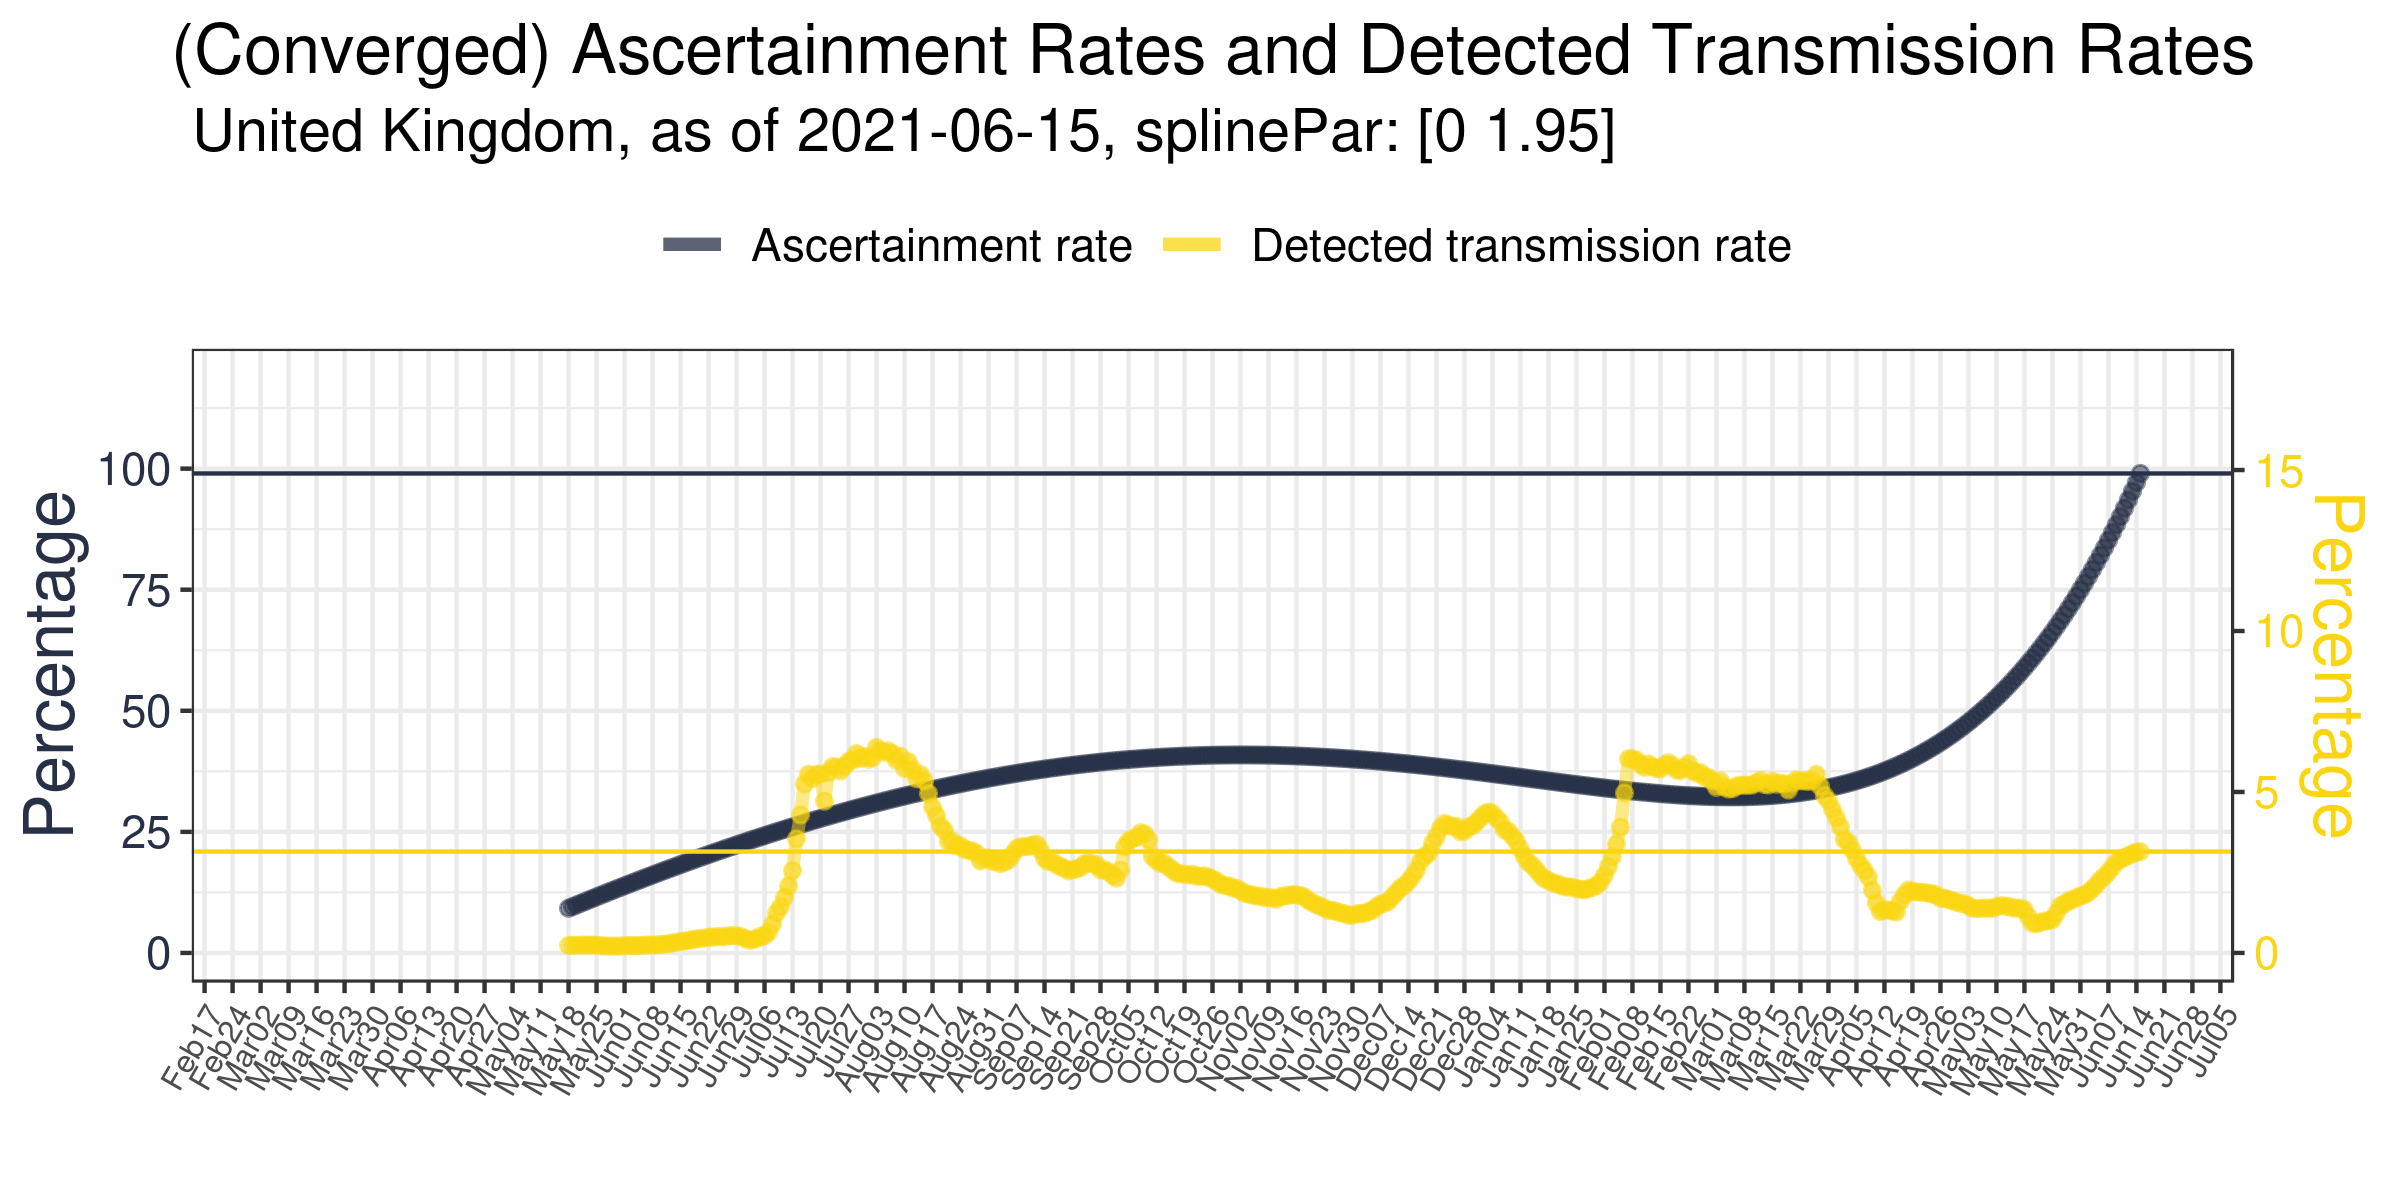 (Converged) Ascertainment Rates and Detected Transmission Rates
United Kingdom, as of 2021-06-15, splinePar: [0 1.95]
Ascertainment rate
Detected transmission rate
Percentage
100
75
50
25
0
15
10
5
0
Percentage
Feb17
Feb24
Mar02
Mar09
Mar16
Mar23
Mar30
Apr06
Apr13
Apr20
Apr27
May04
May11
May18
May25
Jun01
Jun08
Jun15
Jun22
Jun29
Jul06
Jul13
Jul20
Jul27
Aug03
Aug10
Aug17
Aug24
Aug31
Sep07
Sep14
Sep21
Sep28
Oct05
Oct12
Oct19
Oct26
Nov02
Nov09
Nov16
Nov23
Nov30
Dec07
Dec14
Dec21
Dec28
Jan04
Jan11
Jan18
Jan25
Feb01
Feb08
Feb15
Feb22
Mar01
Mar08
Mar15
Mar22
Mar29
Apr05
Apr12
Apr19
Apr26
May03
May10
May17
May24
May31
Jun07
Jun14
Jun21
Jun28
Jul05